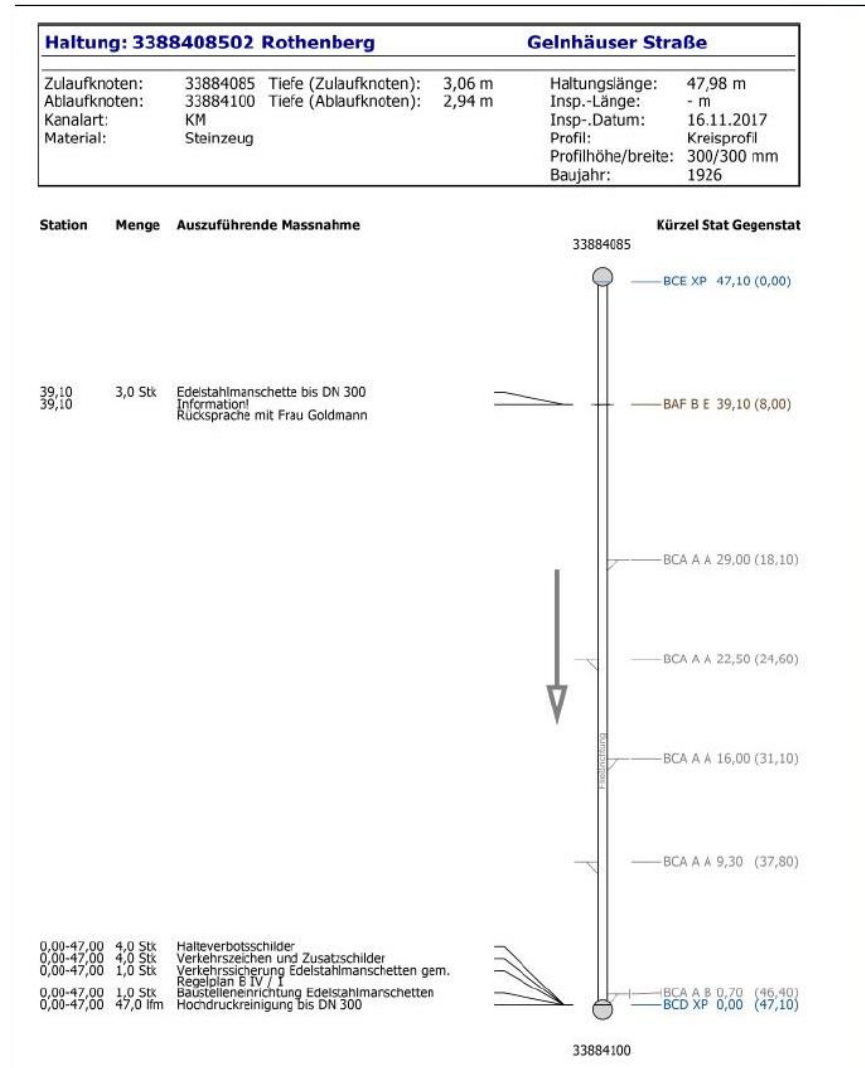 Haltung: 3388408502 Rothenberg Gelnhäuser Straße
Zulaufknoten: 33884085 Tiefe (Zulaufknoten): 3,06 m Haltungslänge: 47,98 m
Ablaufknoten: 33884100 Tiefe (Ablaufknoten): 2,94 m Insp.-Länge: - m
Kanalart: KM Insp-.Datum: 16.11.2017
Material: Steinzeug Profil: Kreisprofil
Profilhöhe/breite: 300/300 mm
Baujahr: 1926
Station Menge Auszuführende Massnahme Kürzel Stat Gegenstat
33884085
BCE XP 47,10 (0,00)
39,10 3,0 Stk Edelstahlmanschette bis DN 300
39,10 Information!
Rücksprache mit Frau Goldmann
BAF B E 39,10 (8,00)
BCA A A 29,00 (18,10)
BCA A A 22,50 (24,60)
Fließrichtung
BCA A A 16,00 (31,10)
BCA A A 9,30 (37,80)
0,00-47,00 4,0 Stk Halteverbotsschilder
0,00-47,00 4,0 Stk Verkehrszeichen und Zusatzschilder
0,00-47,00 1,0 Stk Verkehrssicherung Edelstahlmanschetten gem.
Regelplan B IV / 1
0,00-47,00 1,0 Stk Baustelleneinrichtung Edelstahlmanschetten
BCA A B 0,70 (46,40)
0,00-47,00 47,0 lfm Hochdruckreinigung bis DN 300
BCD XP 0,00 (47,10)
33884100